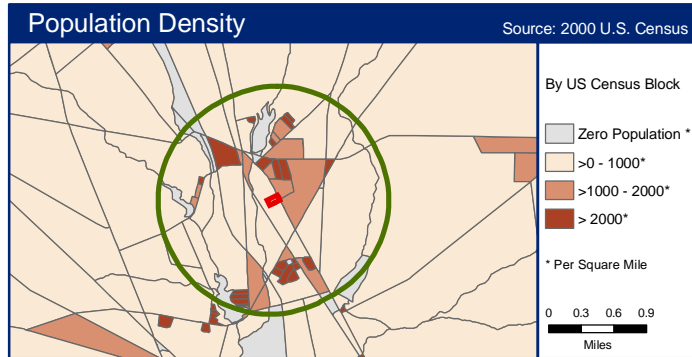 Population Density
Source: 2000 U.S. Census
By US Census Block
Zero Population *
>0 - 1000*
>1000 - 2000*
> 2000*
* Per Square Mile
0 0.3 0.6 0.9
Miles